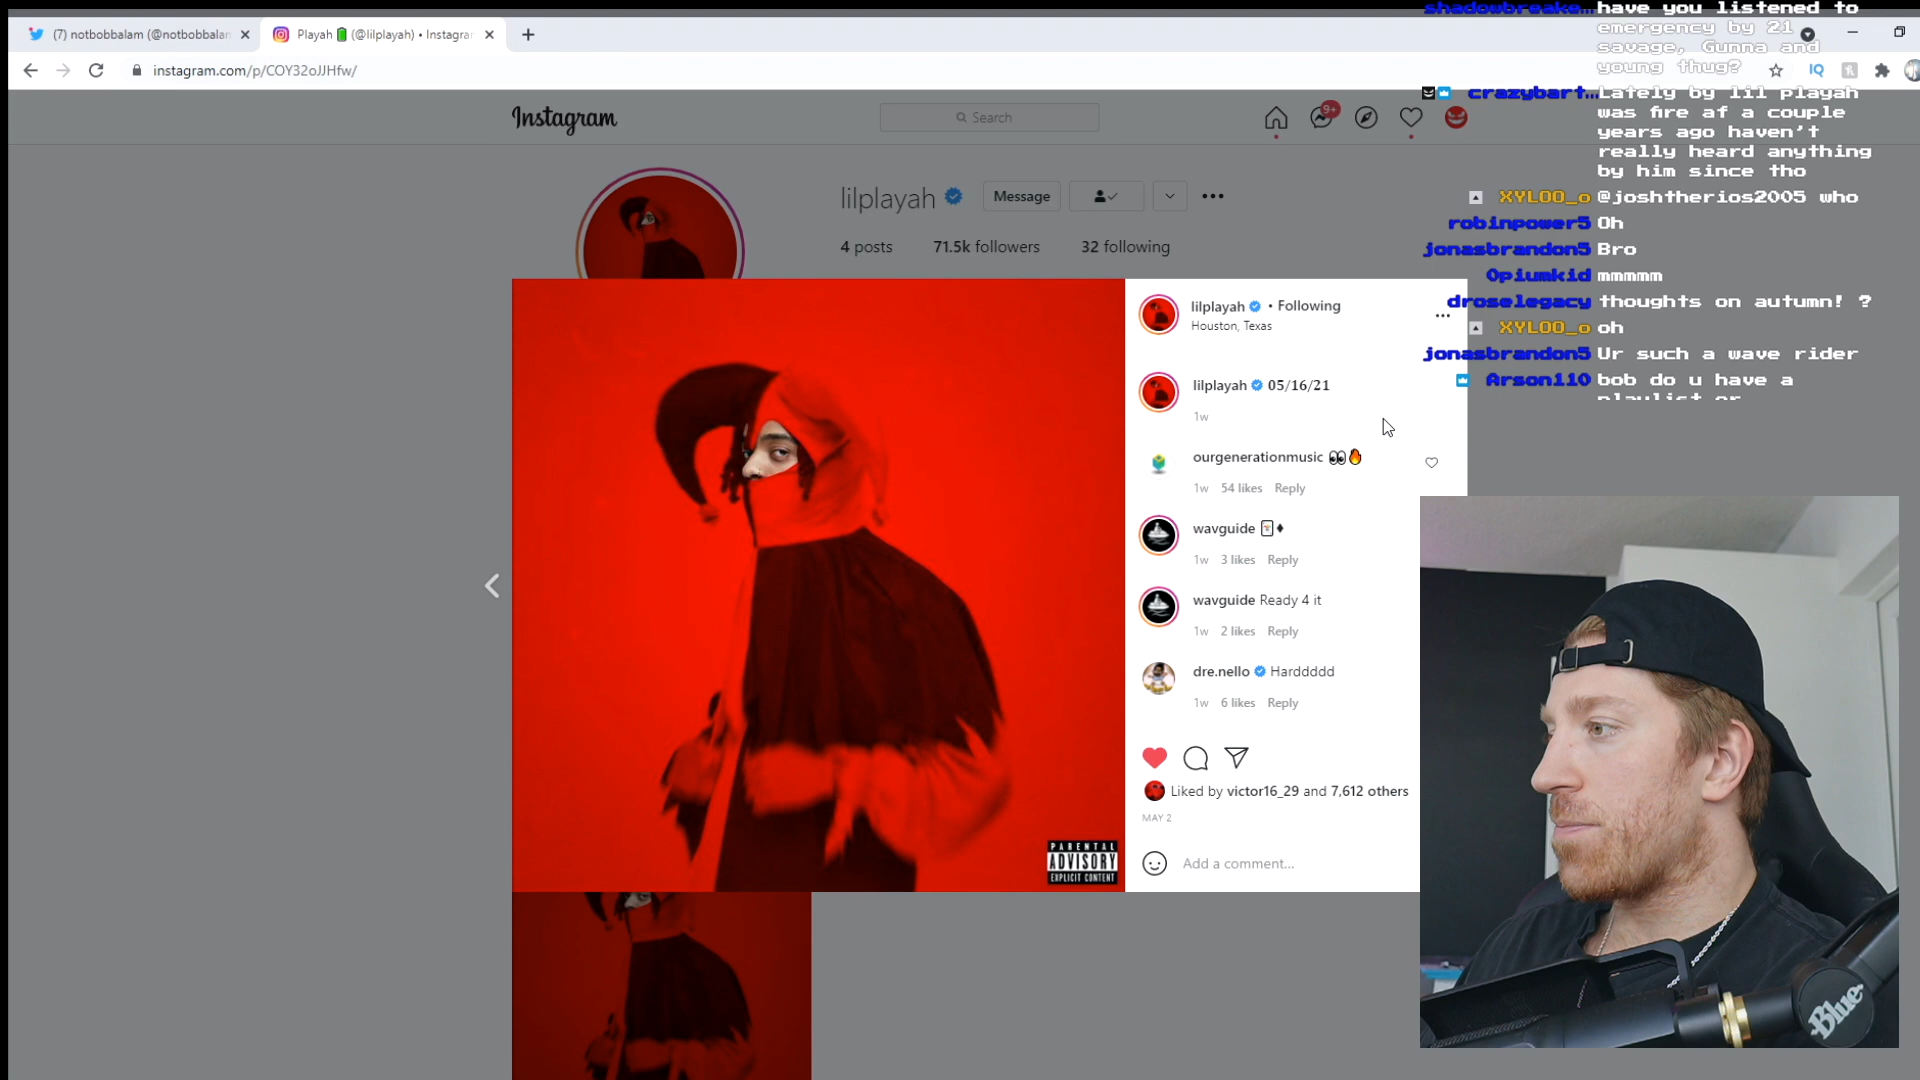 (7) notbobbalam (@notbobbalam
Playah (@lilplayah) • Instagram
instagram.com/p/COY32oJJHfw/
IQ
Instagram
Search
9+
lilplayah
Message
4 posts
71.5k followers
32 following
lilplayah • Following
Houston, Texas
lilplayah 05/16/21
1w
ourgenerationmusic 👀🔥
1w 54 likes Reply
wavguide 🃏♦
1w 3 likes Reply
wavguide Ready 4 it
1w 2 likes Reply
dre.nello Harddddd
1w 6 likes Reply
Liked by victor16_29 and 7,612 others
MAY 2
Add a comment...
PARENTAL
ADVISORY
EXPLICIT CONTENT
shadowbreake... have you listened to
emergency by 21
savage, Gunna and
young thug?
crazybart... Lately by lil playah
was fire af a couple
years ago haven't
really heard anything
by him since tho
XYLOO_o @joshtherios2005 who
robinpower5 Oh
jonasbrandon5 Bro
Opiumkid mmmmm
droselegacy thoughts on autumn! ?
XYLOO_o oh
jonasbrandon5 Ur such a wave rider
Arson110 bob do u have a
playlist or
Blue